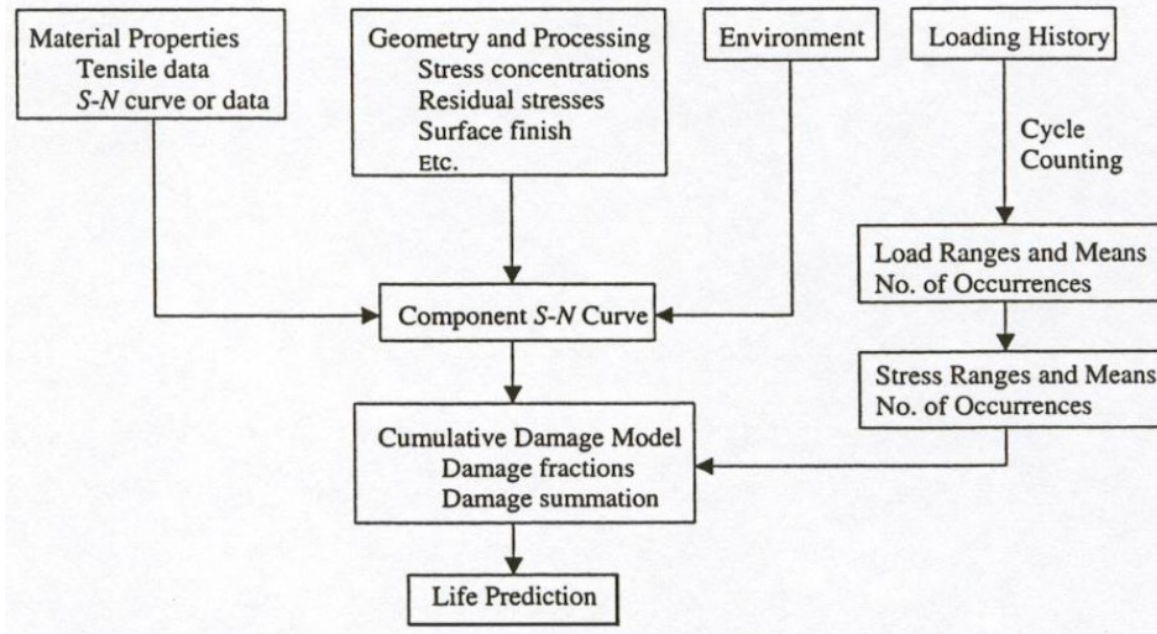 Material Properties
Tensile data
S-N curve or data
Geometry and Processing
Stress concentrations
Residual stresses
Surface finish
Etc.
Environment
Loading History
Cycle
Counting
Load Ranges and Means
No. of Occurrences
Component S-N Curve
Stress Ranges and Means
No. of Occurrences
Cumulative Damage Model
Damage fractions
Damage summation
Life Prediction